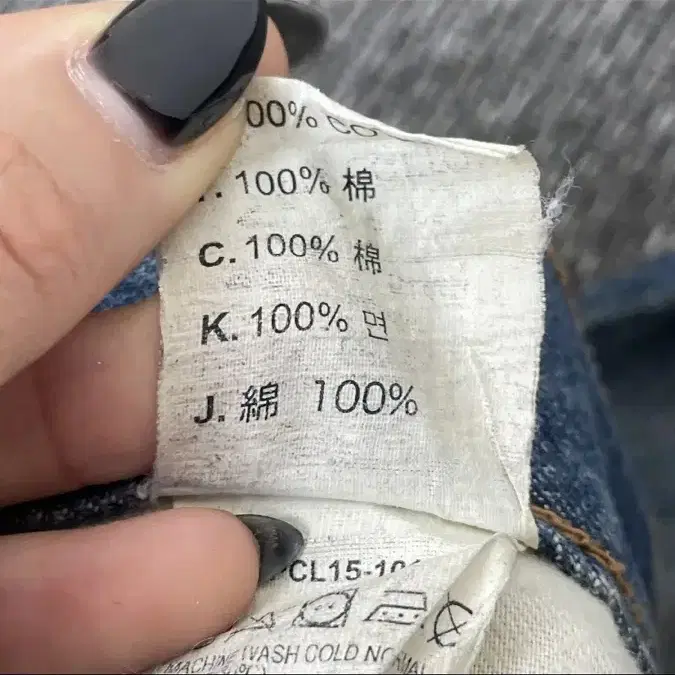 00% CO
. 100% 棉
C. 100% 棉
K. 100% 면
J. 綿 100%
CL15-10
MACHINE WASH COLD NORMAL